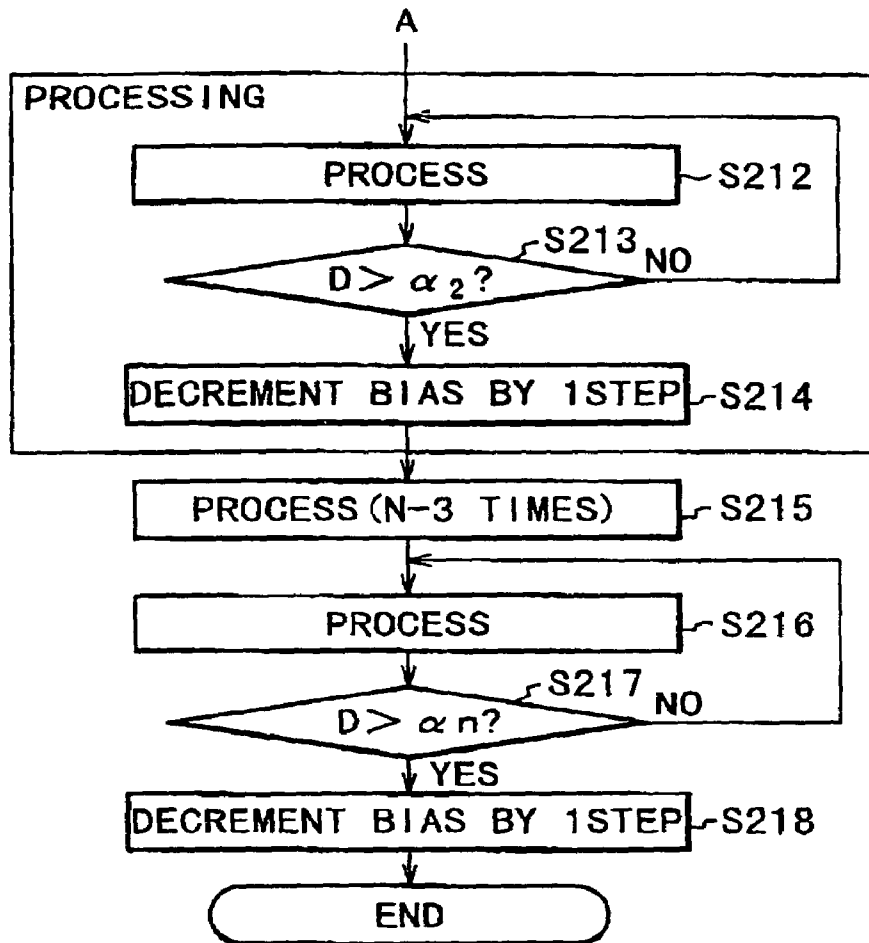 A
PROCESSING
PROCESS
S212
S213
D > α2?
NO
YES
DECREMENT BIAS BY 1STEP
S214
PROCESS(N-3 TIMES)
S215
PROCESS
S216
S217
D > αn?
NO
YES
DECREMENT BIAS BY 1STEP
S218
END